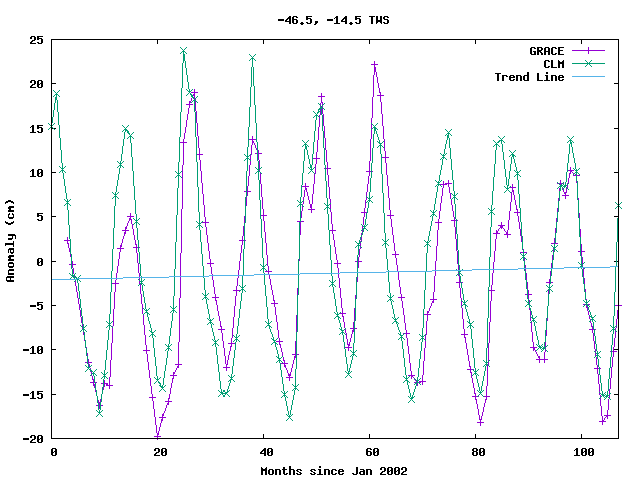 -46.5, -14.5 TWS
GRACE
CLM
Trend Line
25
20
15
10
5
0
-5
-10
-15
-20
Anomaly (cm)
0 20 40 60 80 100
Months since Jan 2002